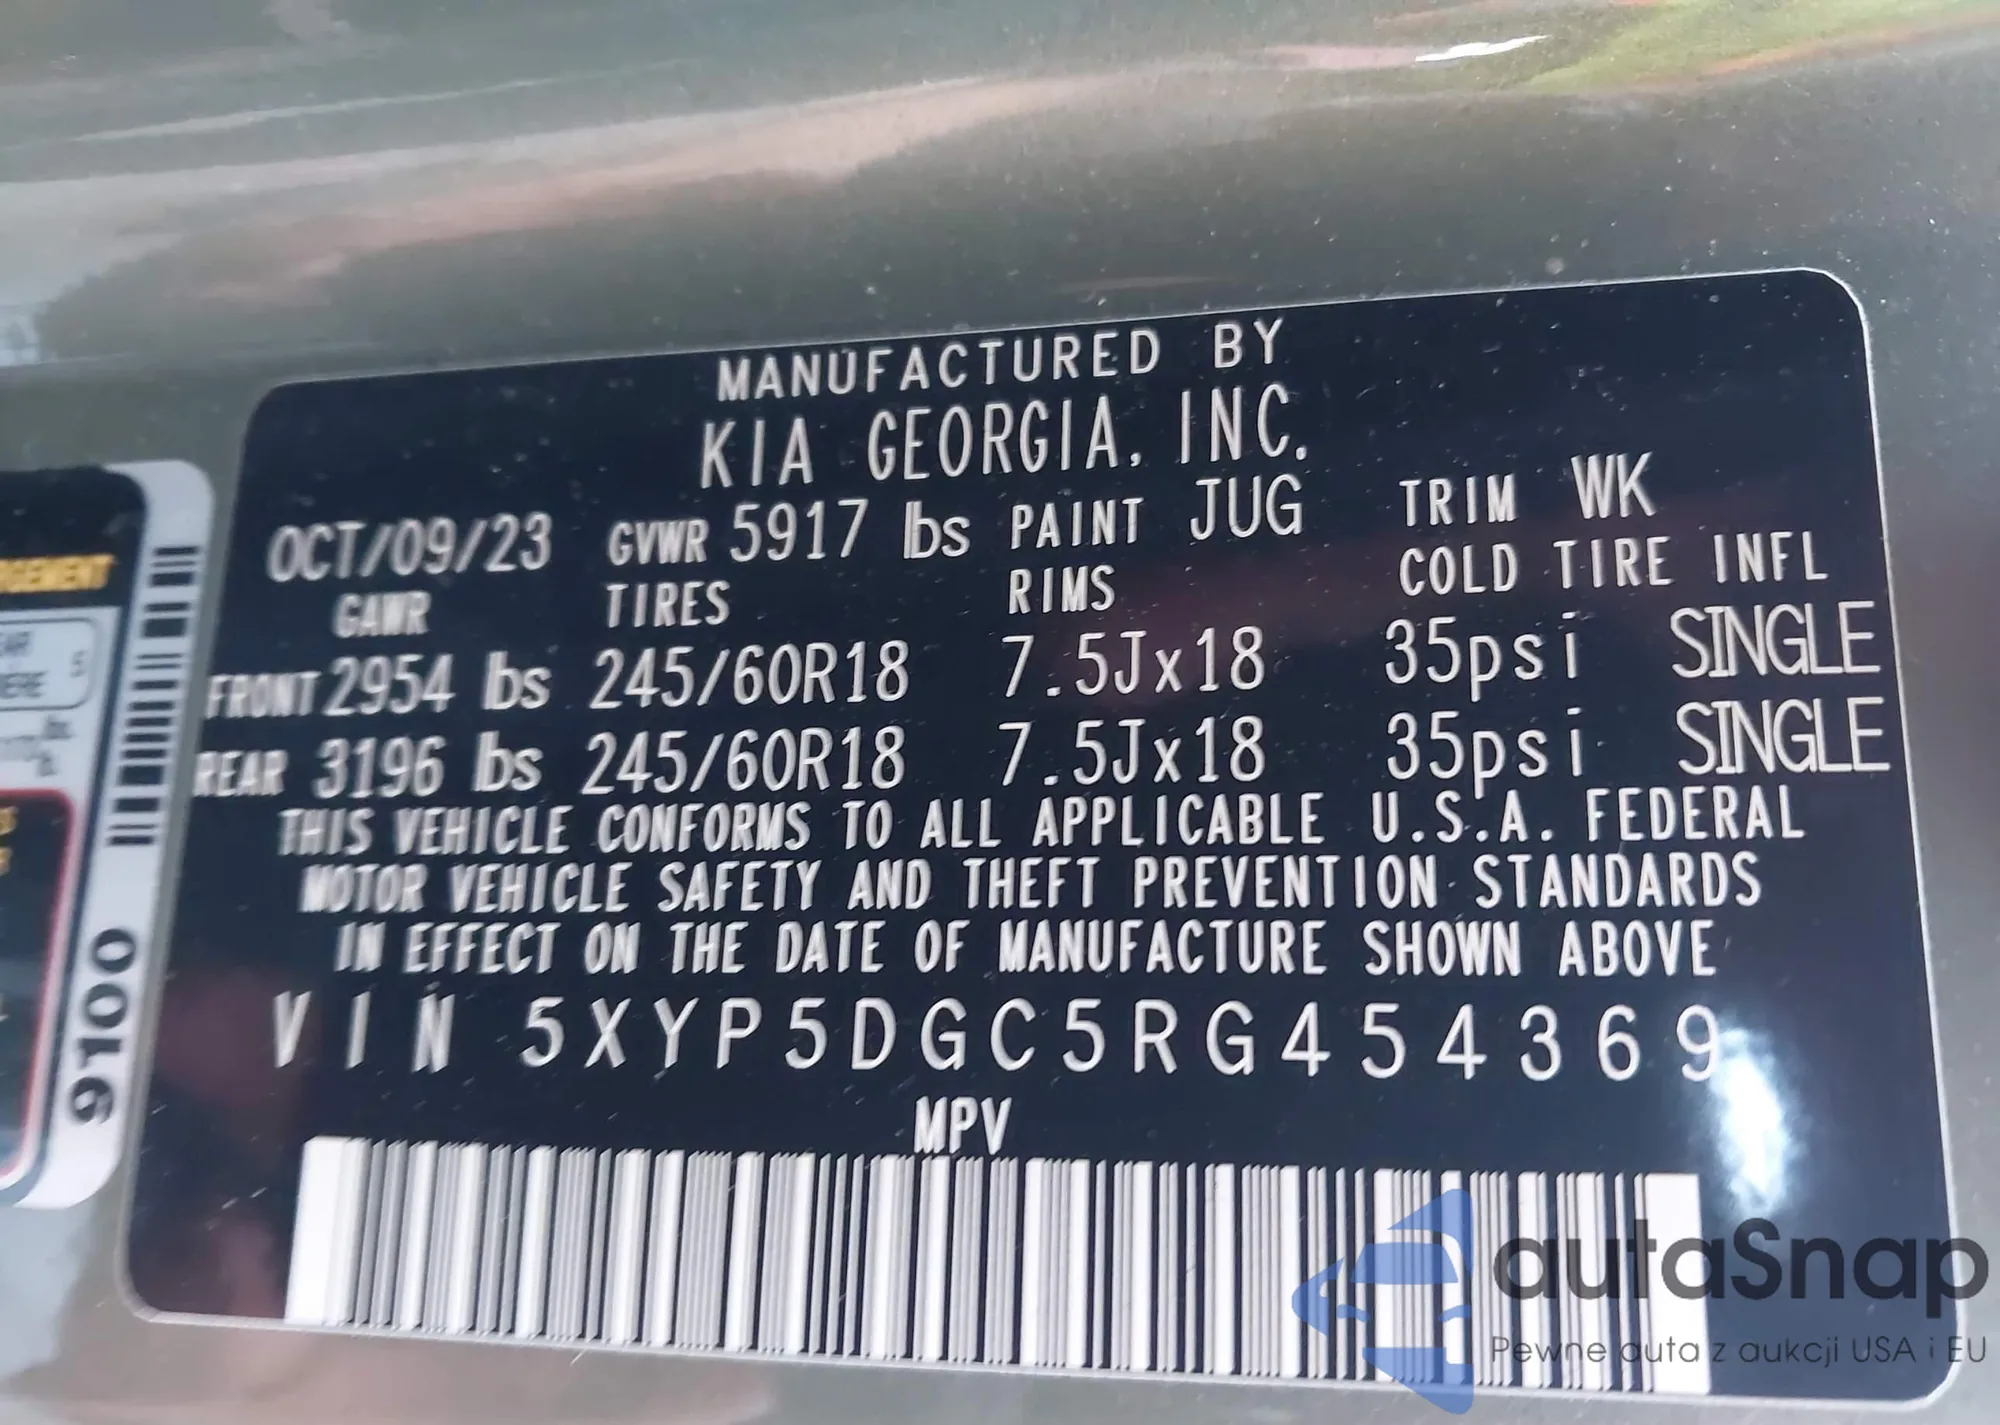 MANUFACTURED BY
KIA GEORGIA, INC.
OCT/09/23 GVWR 5917 lbs PAINT JUG TRIM WK
GAWR TIRES RIMS COLD TIRE INFL
FRONT 2954 lbs 245/60R18 7.5Jx18 35psi SINGLE
REAR 3196 lbs 245/60R18 7.5Jx18 35psi SINGLE
THIS VEHICLE CONFORMS TO ALL APPLICABLE U.S.A. FEDERAL
MOTOR VEHICLE SAFETY AND THEFT PREVENTION STANDARDS
IN EFFECT ON THE DATE OF MANUFACTURE SHOWN ABOVE
VIN 5XYP5DGC5RG454369
MPV
9100
5
autaSnap
Pewne auta z aukcji USA i EU